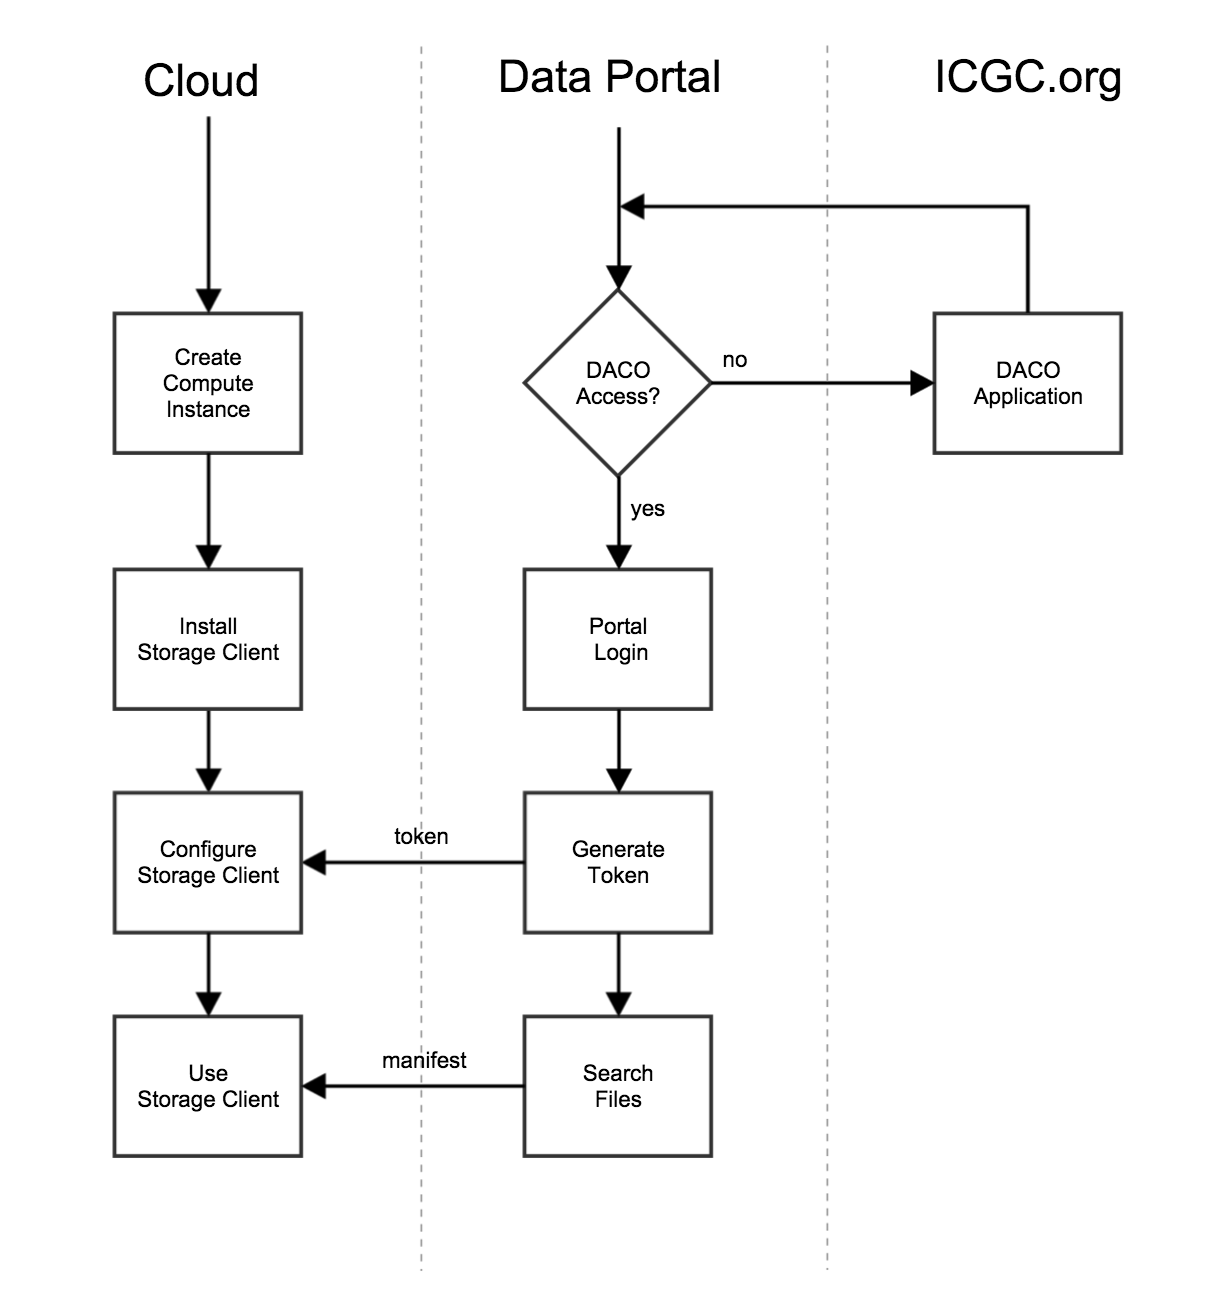 Cloud
Data Portal
ICGC.org
Create
Compute
Instance
DACO
Access?
no
DACO
Application
yes
Install
Storage Client
Portal
Login
Configure
Storage Client
token
Generate
Token
Use
Storage Client
manifest
Search
Files